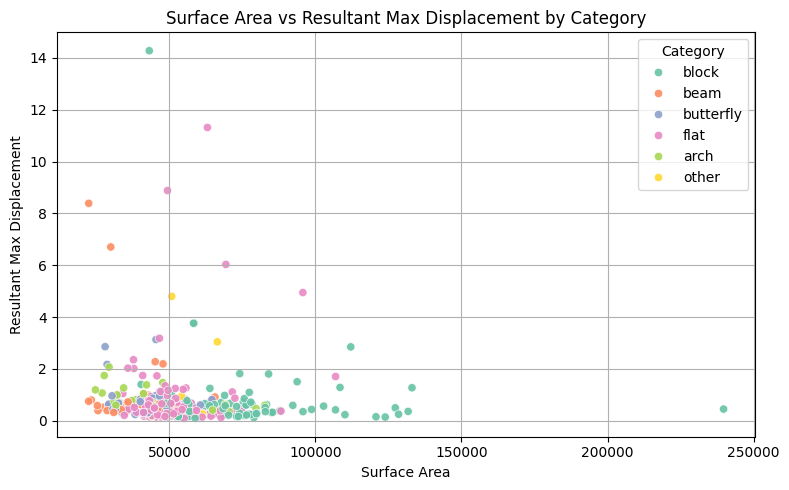 Surface Area vs Resultant Max Displacement by Category
Resultant Max Displacement
14
12
10
8
6
4
2
0
Category
block
beam
butterfly
flat
arch
other
50000
100000
150000
200000
250000
Surface Area